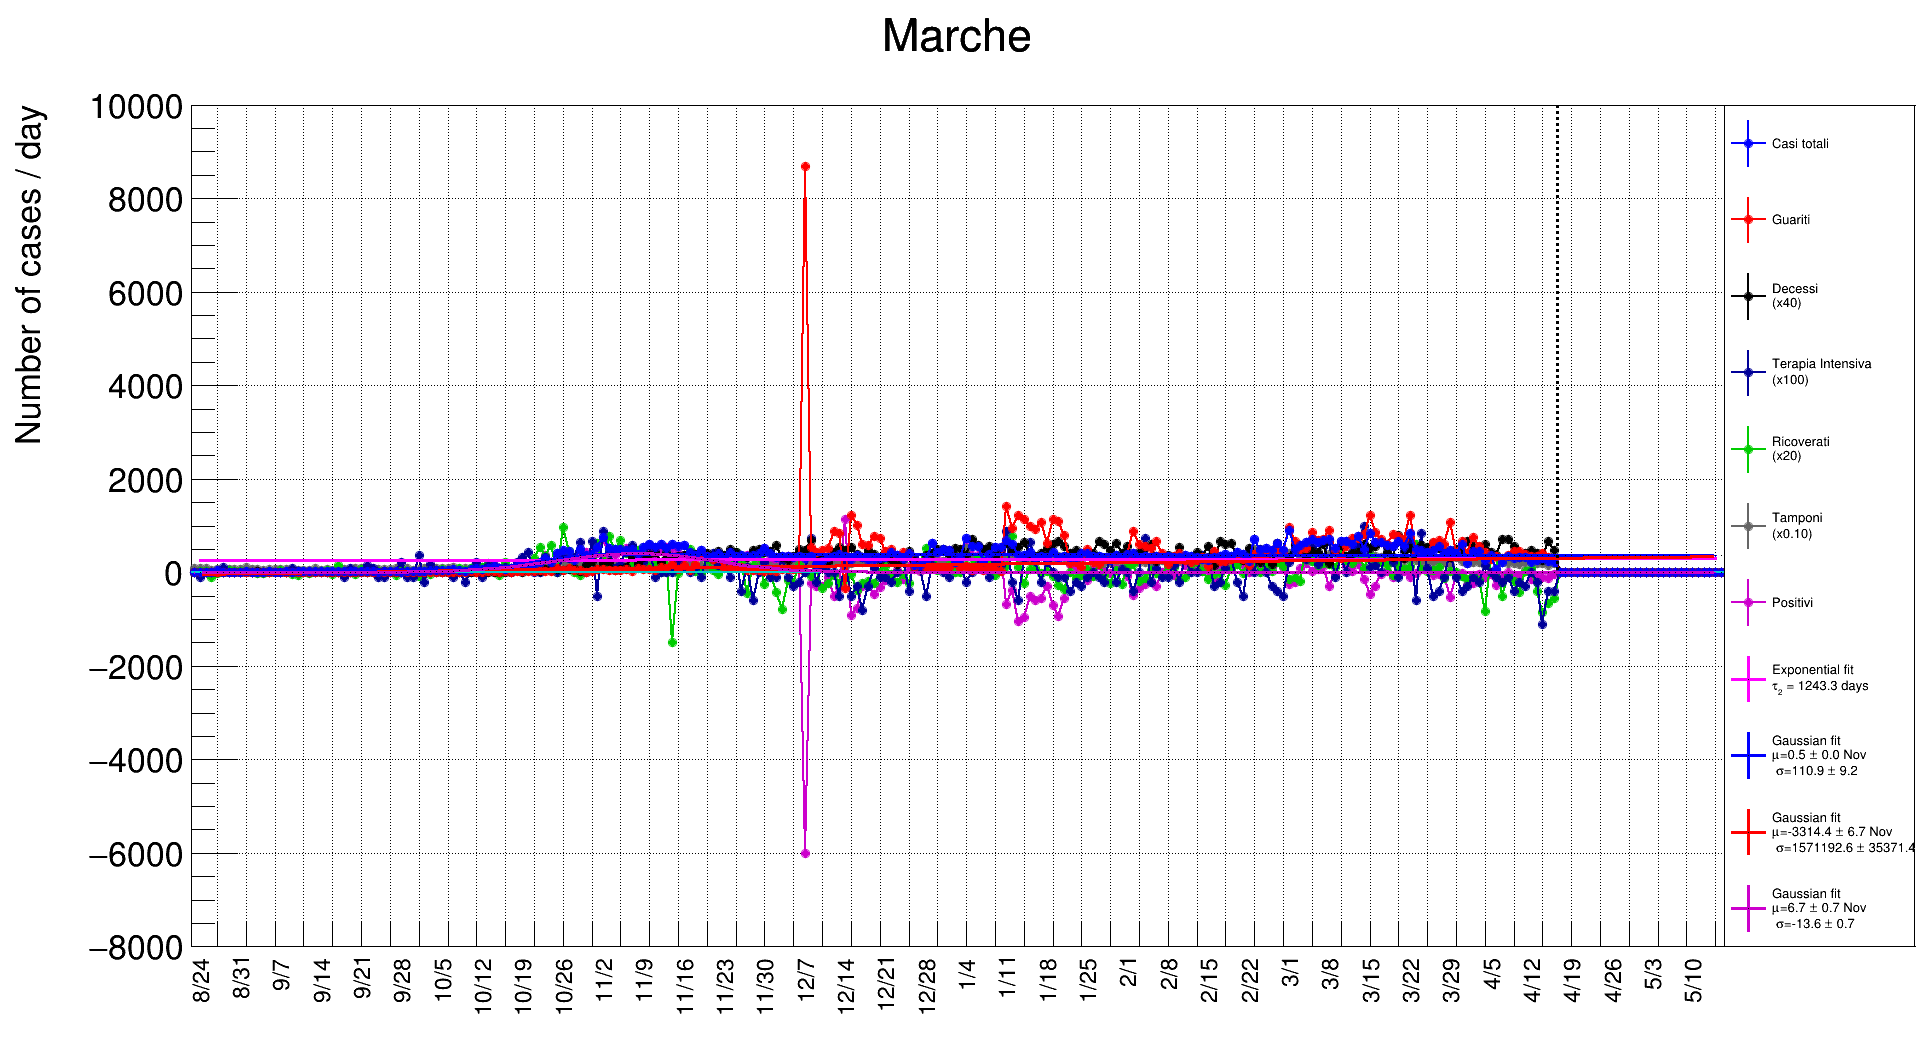 Marche
Number of cases / day
10000
8000
6000
4000
2000
0
−2000
−4000
−6000
−8000
8/24
8/31
9/7
9/14
9/21
9/28
10/5
10/12
10/19
10/26
11/2
11/9
11/16
11/23
11/30
12/7
12/14
12/21
12/28
1/4
1/11
1/18
1/25
2/1
2/8
2/15
2/22
3/1
3/8
3/15
3/22
3/29
4/5
4/12
4/19
4/26
5/3
5/10
Casi totali
Guariti
Decessi
(x40)
Terapia Intensiva
(x100)
Ricoverati
(x20)
Tamponi
(x0.10)
Positivi
Exponential fit
τ2 = 1243.3 days
Gaussian fit
μ=0.5 ± 0.0 Nov
σ=110.9 ± 9.2
Gaussian fit
μ=-3314.4 ± 6.7 Nov
σ=1571192.6 ± 35371.4
Gaussian fit
μ=6.7 ± 0.7 Nov
σ=-13.6 ± 0.7